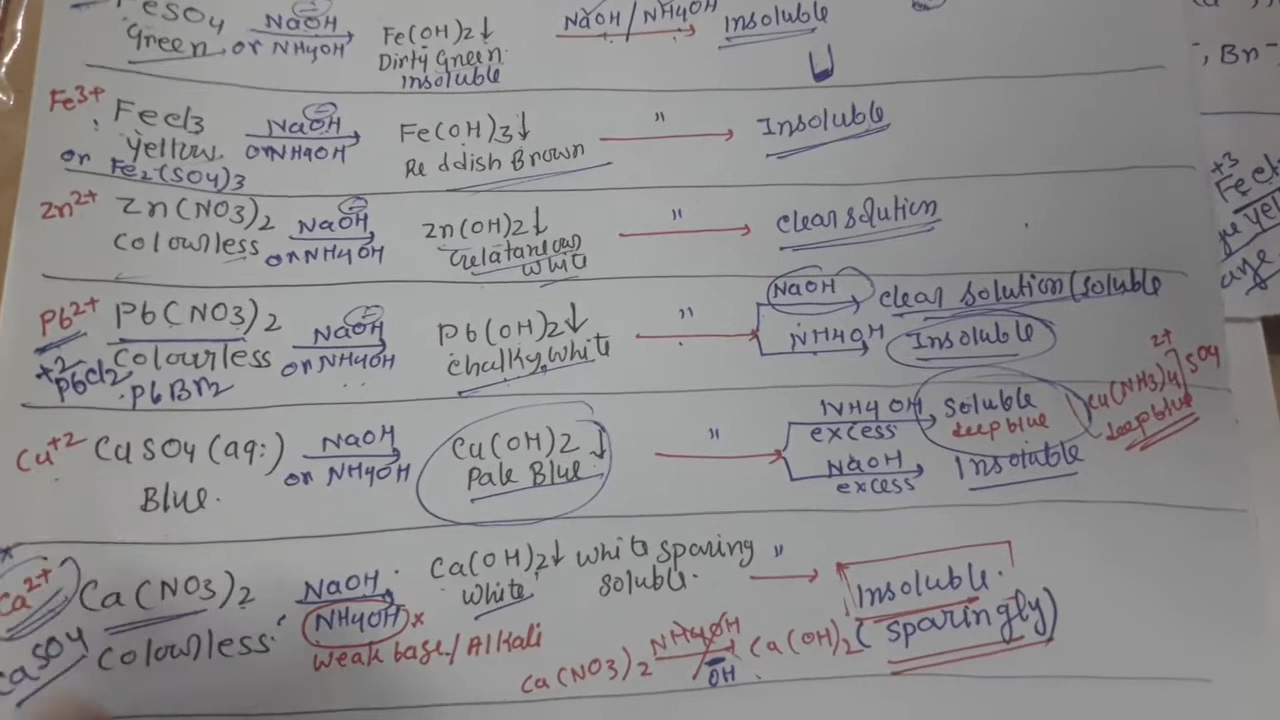 FeSO4 NaOH Fe(OH)2↓ NaOH/NH4OH Insoluble
Green or NH4OH Dirty Green
insoluble
Fe3+ FeCl3 NaOH Fe(OH)3↓ " Insoluble
Yellow or NH4OH Reddish Brown
or Fe2(SO4)3
Zn2+ Zn(NO3)2 NaOH Zn(OH)2↓ " clear solution
colourless or NH4OH Gelataneous
white
Pb2+ Pb(NO3)2 NaOH Pb(OH)2↓ " NaOH clear solution (soluble
colourless or NH4OH chalky white NH4OH Insoluble
+2 PbCl2
PbBr2
Cu+2 CuSO4 (aq:) NaOH Cu(OH)2↓ " NH4OH excess soluble deep blue Cu(NH3)4]2+ SO4
Blue. or NH4OH Pale Blue NaOH excess Insoluble deep blue
Ca2+ Ca(NO3)2 NaOH Ca(OH)2↓ white sparing " Insoluble.
CaSO4 colourless NH4OH x white soluble. (sparingly)
weak base/Alkali
Ca(NO3)2 NH4OH Ca(OH)2
OH
, Br-
+3
FeCl